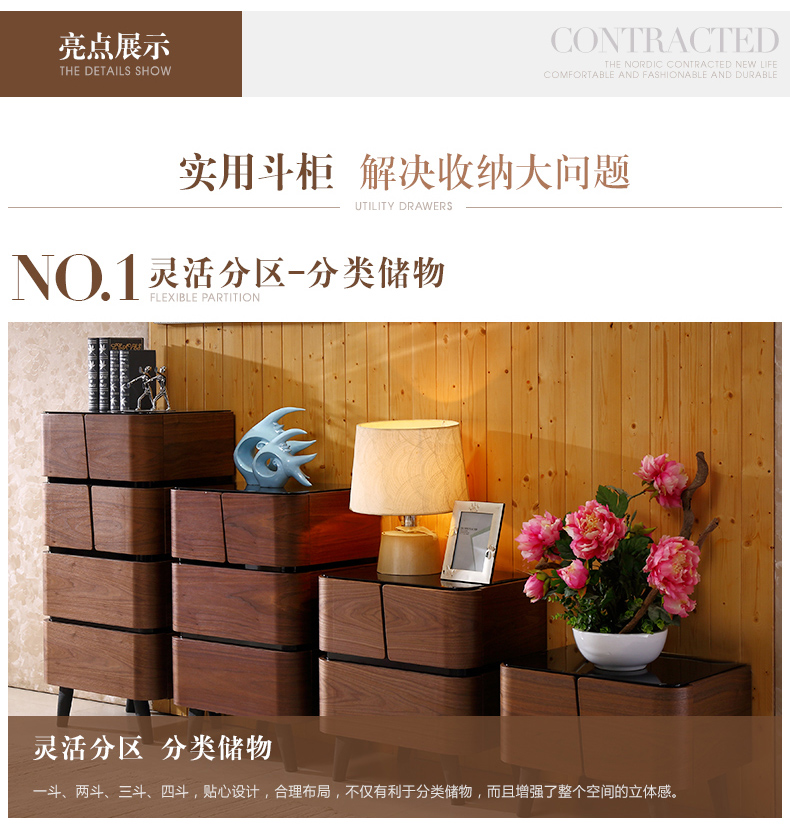 亮点展示
THE DETAILS SHOW
CONTRACTED
THE NORDIC CONTRACTED NEW LIFE
COMFORTABLE AND FASHIONABLE AND DURABLE
实用斗柜 解决收纳大问题
UTILITY DRAWERS
NO.1 灵活分区-分类储物
FLEXIBLE PARTITION
灵活分区 分类储物
一斗、两斗、三斗、四斗，贴心设计，合理布局，不仅有利于分类储物，而且增强了整个空间的立体感。